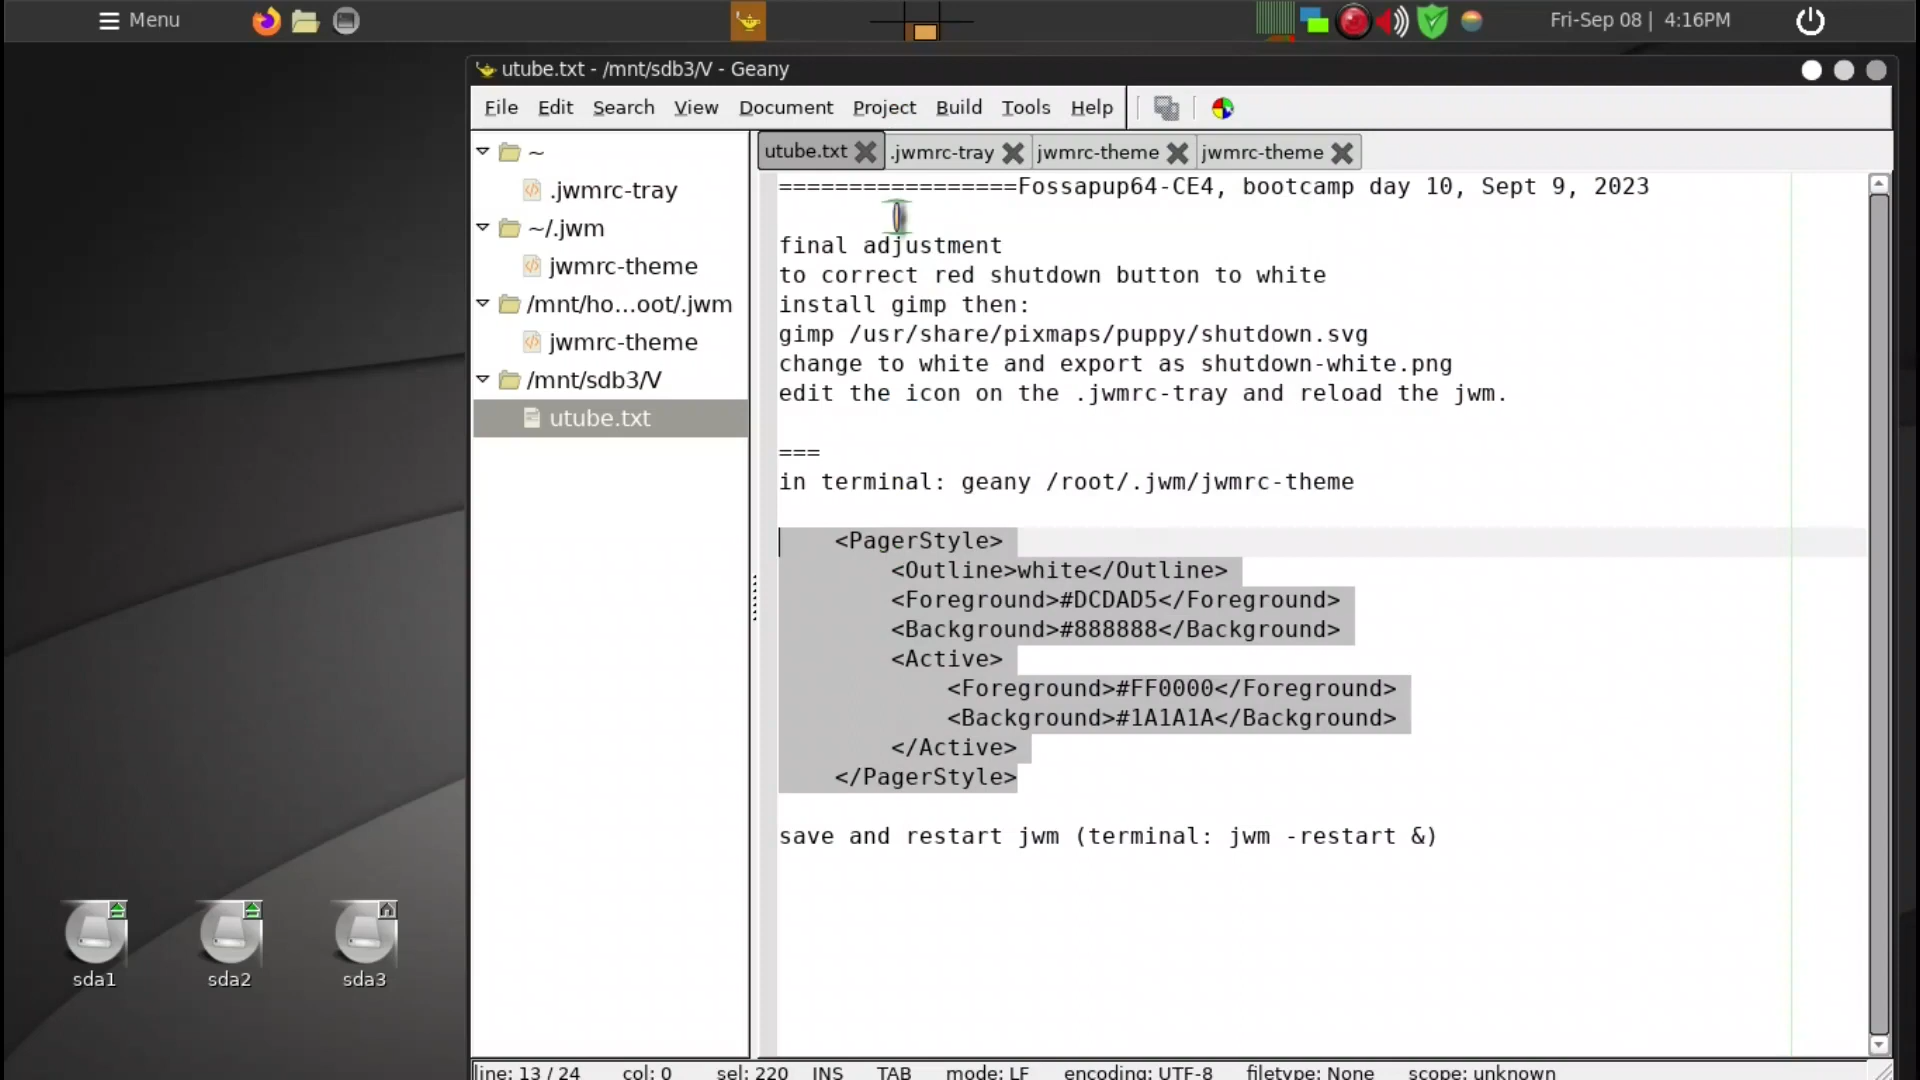 Menu
Fri-Sep 08 | 4:16PM
utube.txt - /mnt/sdb3/V - Geany
File Edit Search View Document Project Build Tools Help
~
.jwmrc-tray
~/.jwm
jwmrc-theme
/mnt/ho...oot/.jwm
jwmrc-theme
/mnt/sdb3/V
utube.txt
utube.txt .jwmrc-tray jwmrc-theme jwmrc-theme
=================Fossapup64-CE4, bootcamp day 10, Sept 9, 2023
final adjustment
to correct red shutdown button to white
install gimp then:
gimp /usr/share/pixmaps/puppy/shutdown.svg
change to white and export as shutdown-white.png
edit the icon on the .jwmrc-tray and reload the jwm.
===
in terminal: geany /root/.jwm/jwmrc-theme
<PagerStyle>
<Outline>white</Outline>
<Foreground>#DCDAD5</Foreground>
<Background>#888888</Background>
<Active>
<Foreground>#FF0000</Foreground>
<Background>#1A1A1A</Background>
</Active>
</PagerStyle>
save and restart jwm (terminal: jwm -restart &)
sda1 sda2 sda3
line: 13 / 24 col: 0 sel: 220 INS TAB mode: LF encoding: UTF-8 filetype: None scope: unknown